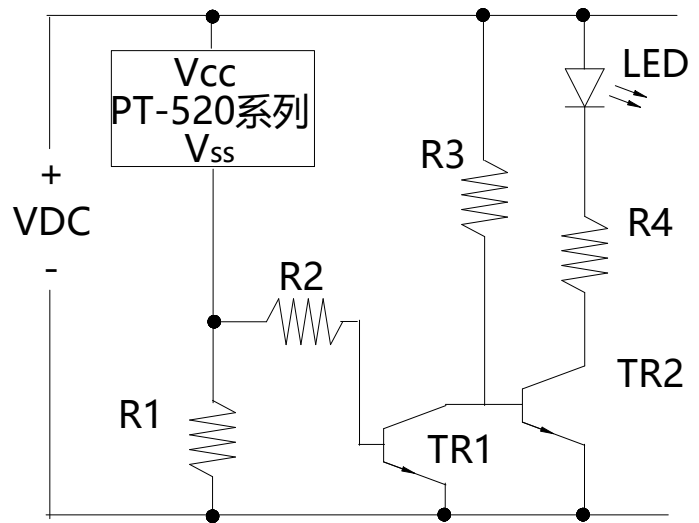 Vcc
PT-520系列
Vss
LED
R3
+
VDC
-
R4
R2
R1
TR1
TR2